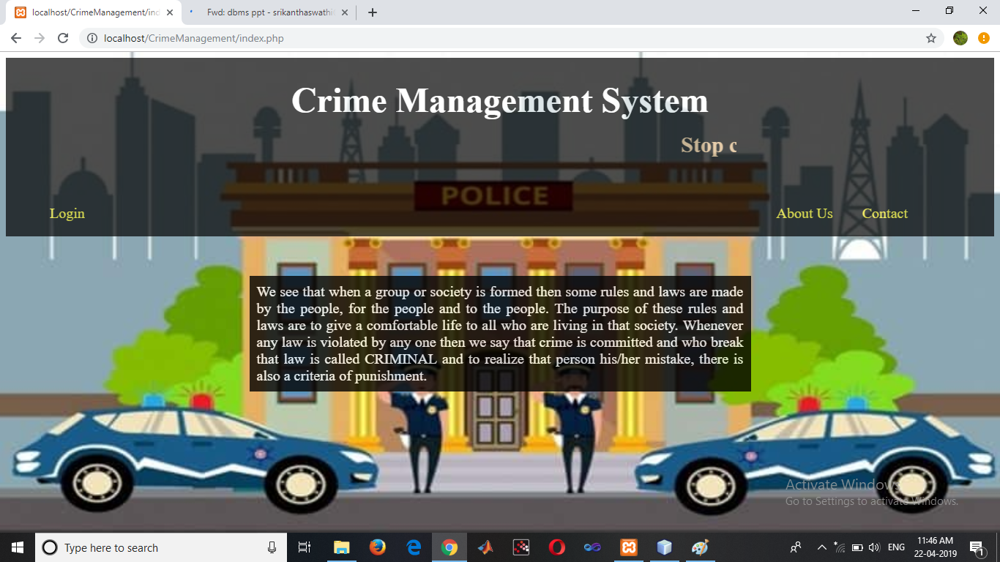 localhost/CrimeManagement/ind
Fwd: dbms ppt - srikanthaswathi
localhost/CrimeManagement/index.php
Crime Management System
Stop c
POLICE
Login
About Us
Contact
We see that when a group or society is formed then some rules and laws are made
by the people, for the people and to the people. The purpose of these rules and
laws are to give a comfortable life to all who are living in that society. Whenever
any law is violated by any one then we say that crime is committed and who break
that law is called CRIMINAL and to realize that person his/her mistake, there is
also a criteria of punishment.
Activate Windows
Go to Settings to activate Windows.
Type here to search
ENG
11:46 AM
22-04-2019
1